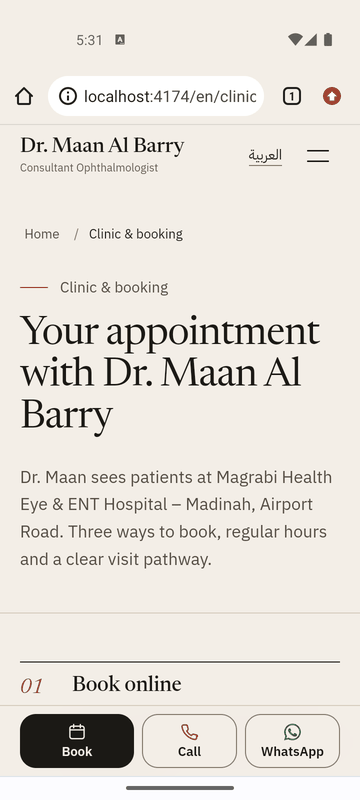 5:31
localhost:4174/en/clinic
1
Dr. Maan Al Barry
Consultant Ophthalmologist
العربية
Home / Clinic & booking
Clinic & booking
Your appointment
with Dr. Maan Al
Barry
Dr. Maan sees patients at Magrabi Health
Eye & ENT Hospital – Madinah, Airport
Road. Three ways to book, regular hours
and a clear visit pathway.
01 Book online
Book
Call
WhatsApp